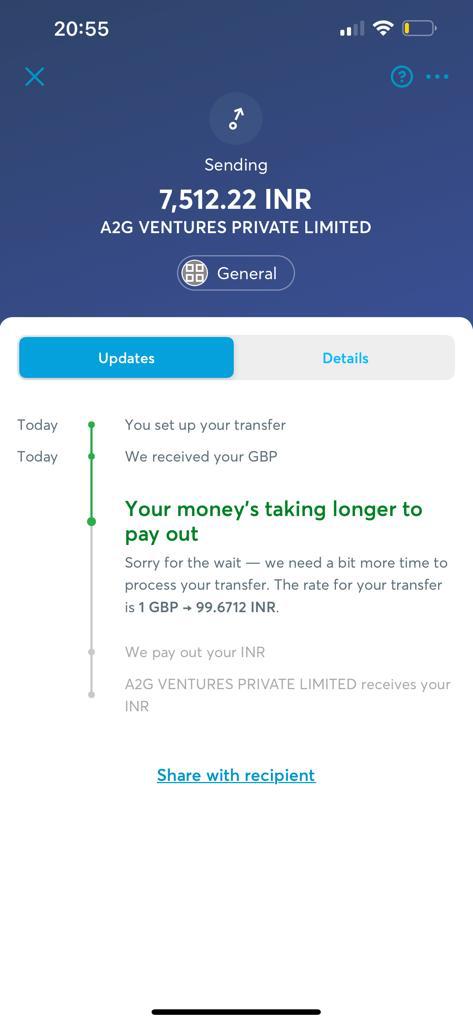 20:55
Sending
7,512.22 INR
A2G VENTURES PRIVATE LIMITED
General
Updates
Details
Today
You set up your transfer
Today
We received your GBP
Your money's taking longer to
pay out
Sorry for the wait — we need a bit more time to
process your transfer. The rate for your transfer
is 1 GBP → 99.6712 INR.
We pay out your INR
A2G VENTURES PRIVATE LIMITED receives your
INR
Share with recipient